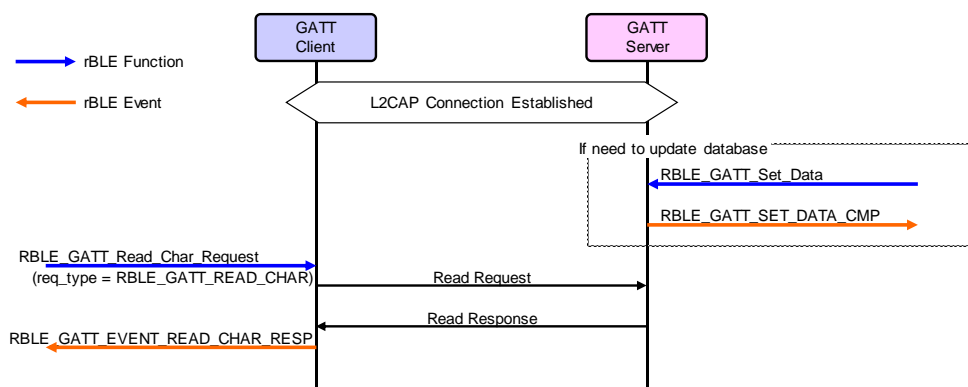 GATT
Client
GATT
Server
rBLE Function
rBLE Event
L2CAP Connection Established
If need to update database
RBLE_GATT_Set_Data
RBLE_GATT_SET_DATA_CMP
RBLE_GATT_Read_Char_Request
(req_type = RBLE_GATT_READ_CHAR)
Read Request
Read Response
RBLE_GATT_EVENT_READ_CHAR_RESP